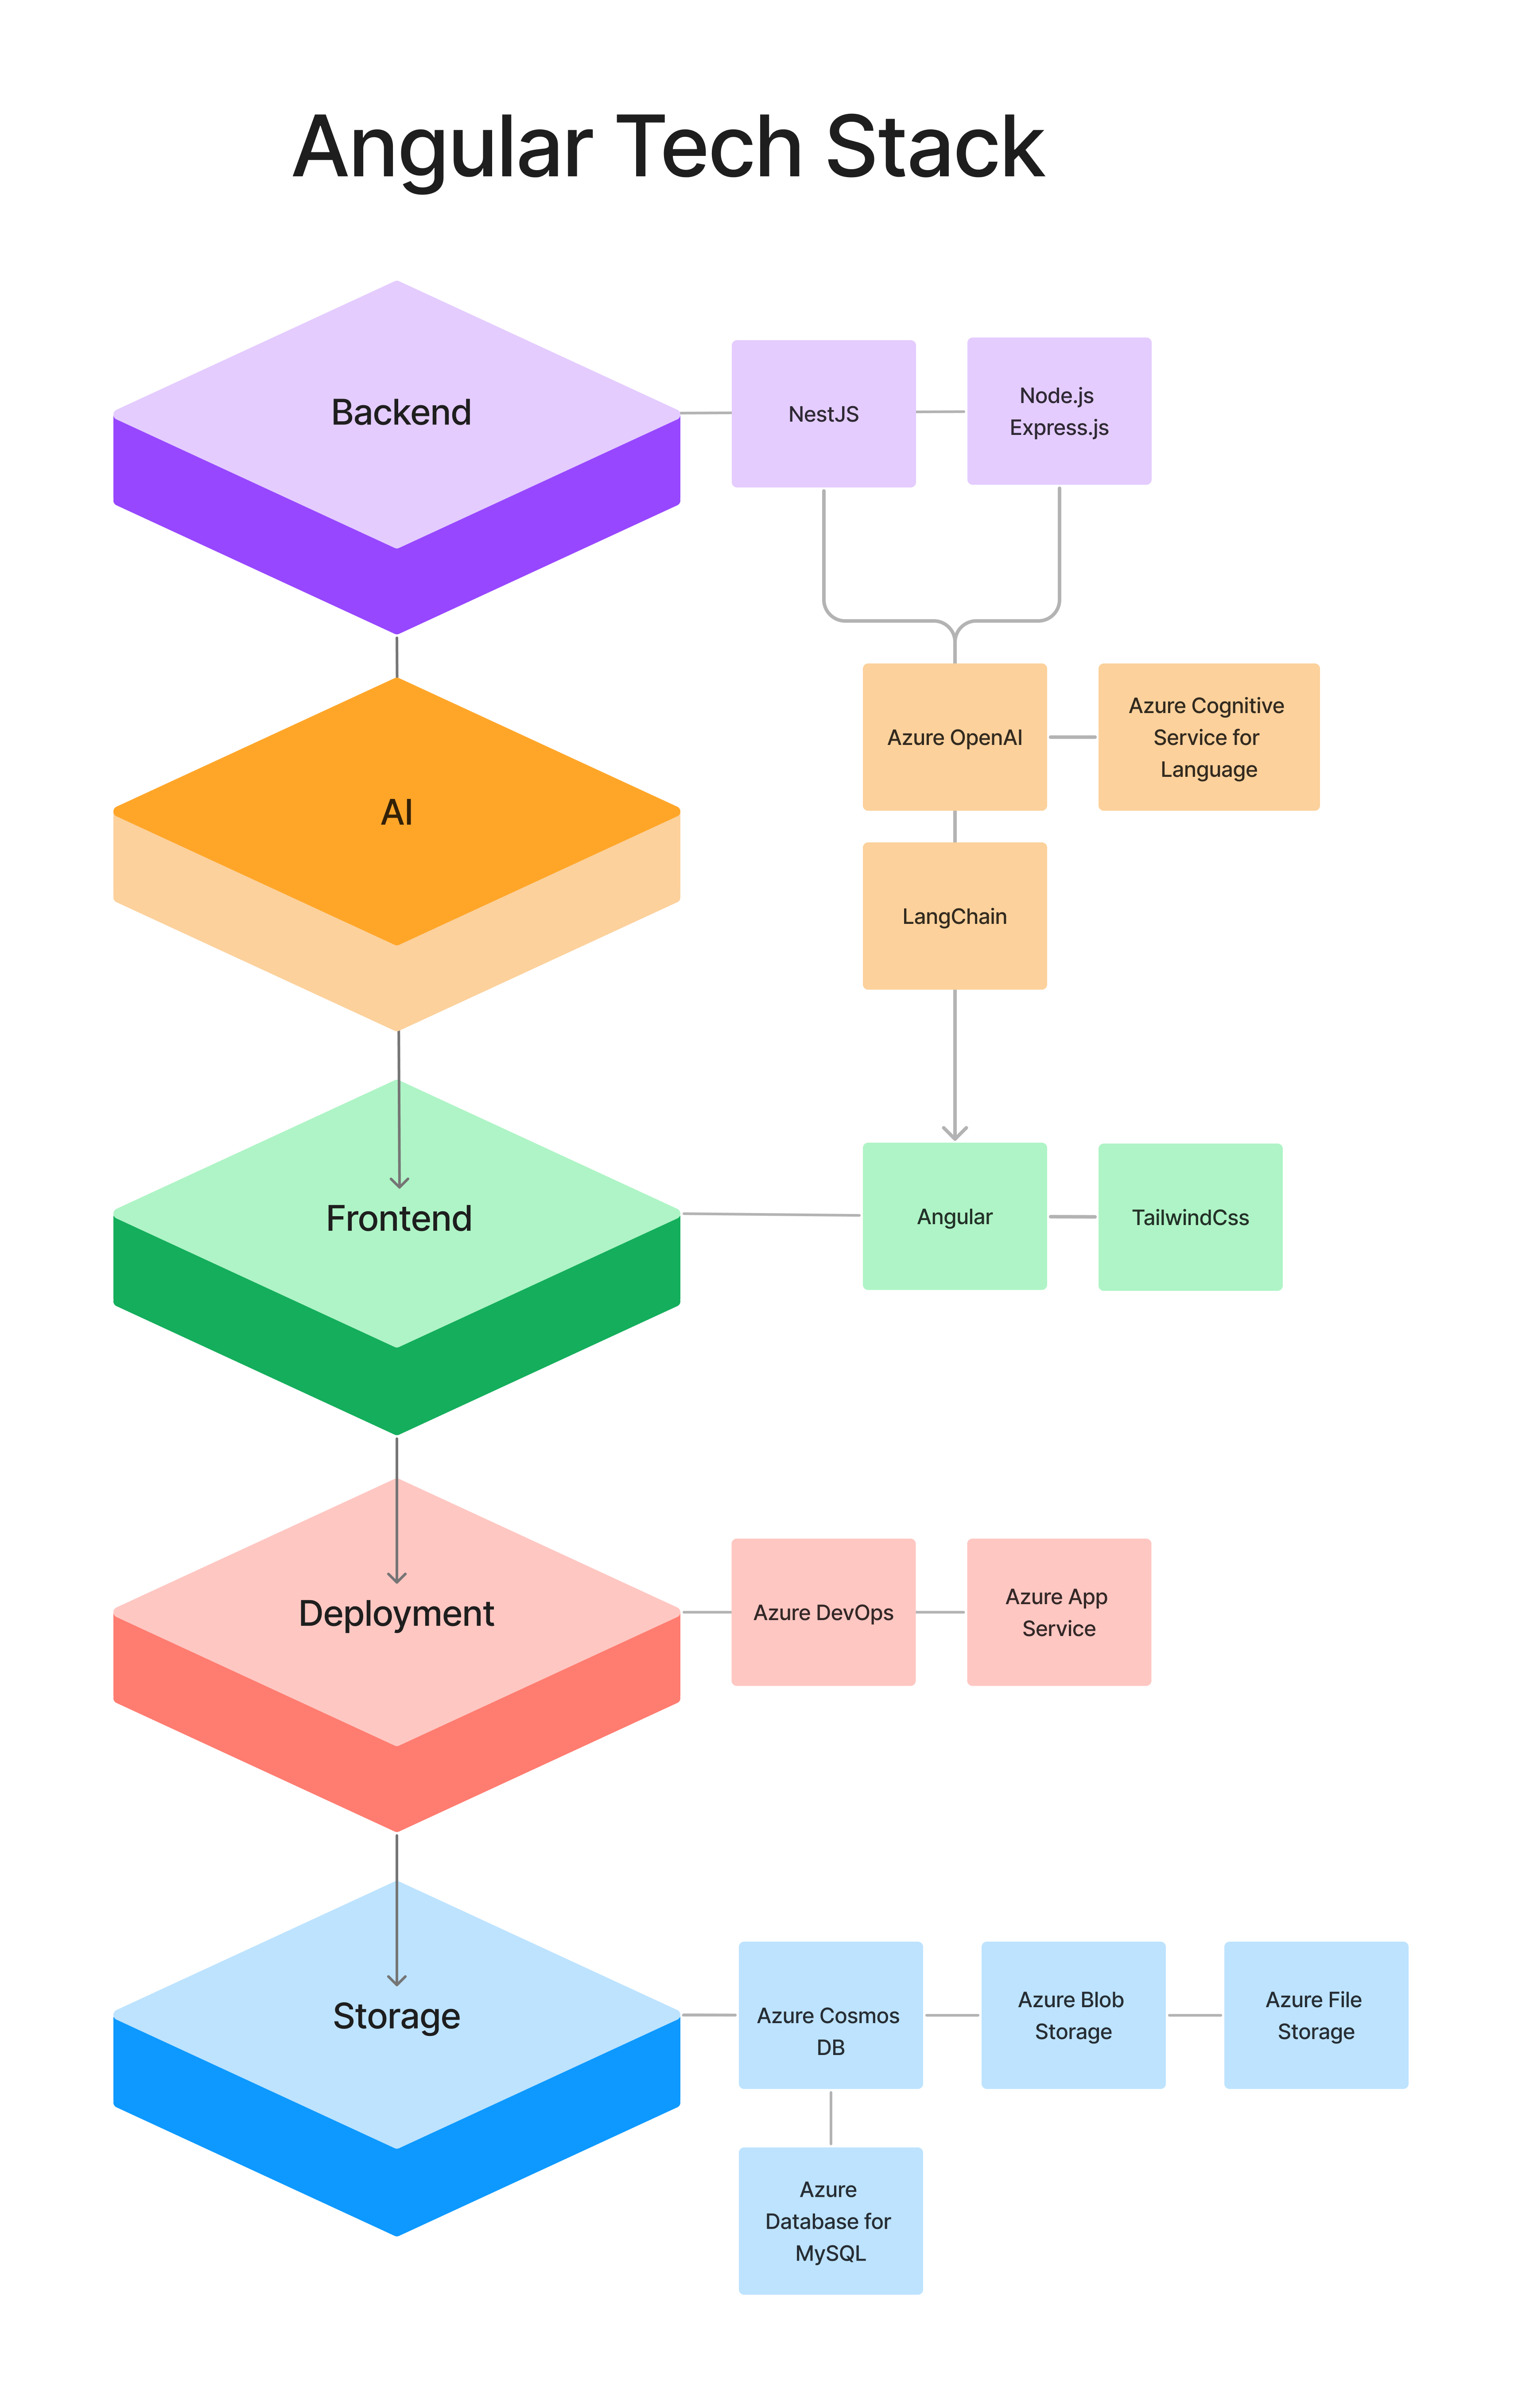 Angular Tech Stack
Backend
NestJS
Node.js
Express.js
AI
Azure OpenAI
Azure Cognitive
Service for
Language
LangChain
Frontend
Angular
TailwindCss
Deployment
Azure DevOps
Azure App
Service
Storage
Azure Cosmos
DB
Azure Blob
Storage
Azure File
Storage
Azure
Database for
MySQL